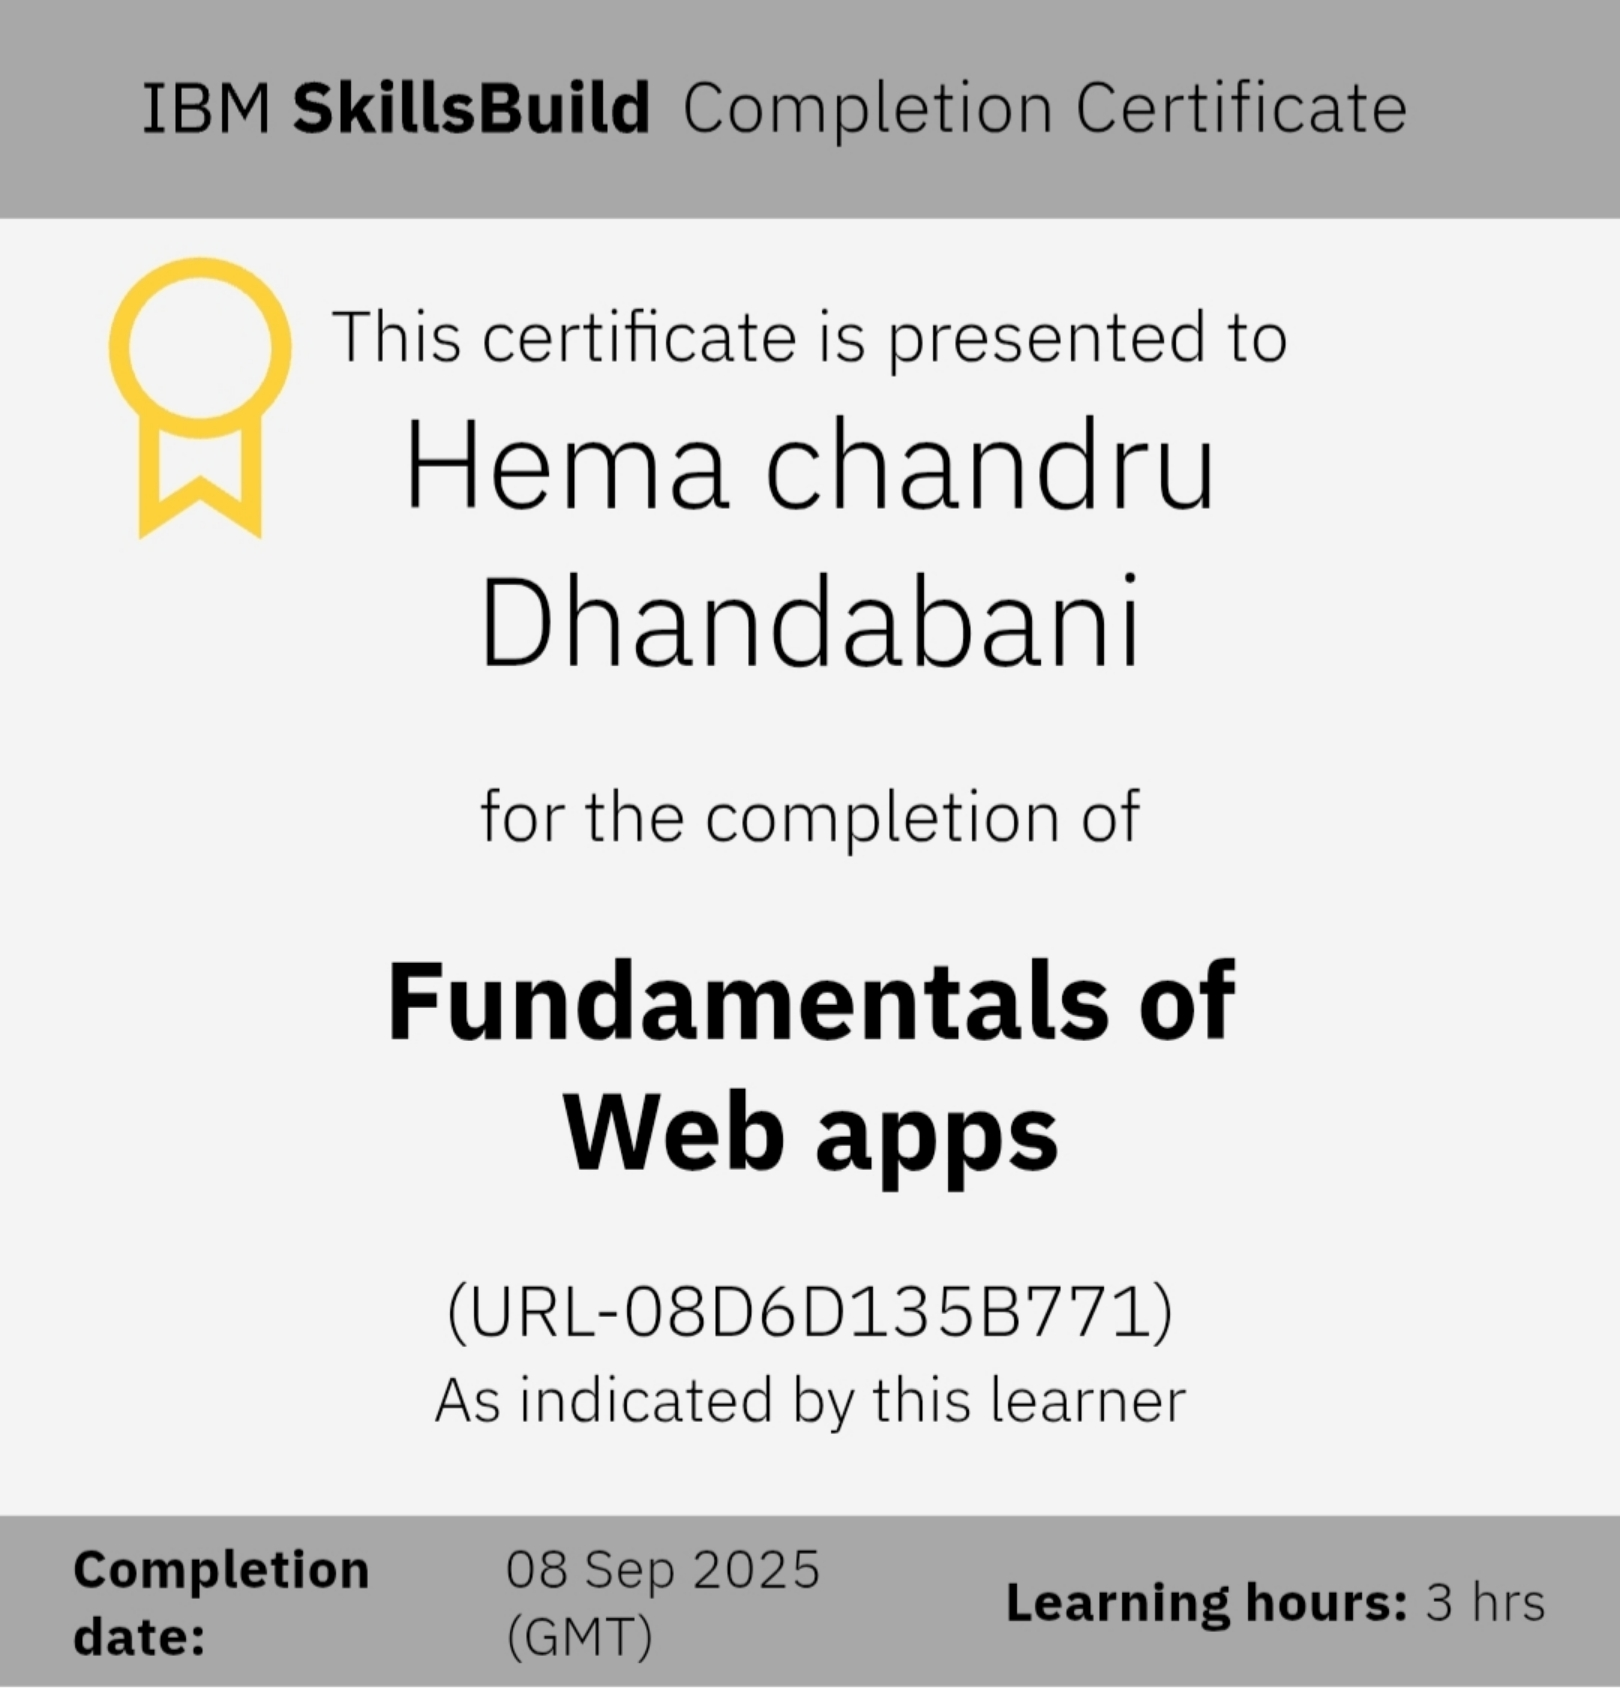 IBM SkillsBuild Completion Certificate
This certificate is presented to
Hema chandru
Dhandabani
for the completion of
Fundamentals of
Web apps
(URL-08D6D135B771)
As indicated by this learner
Completion
date:
08 Sep 2025
(GMT)
Learning hours: 3 hrs